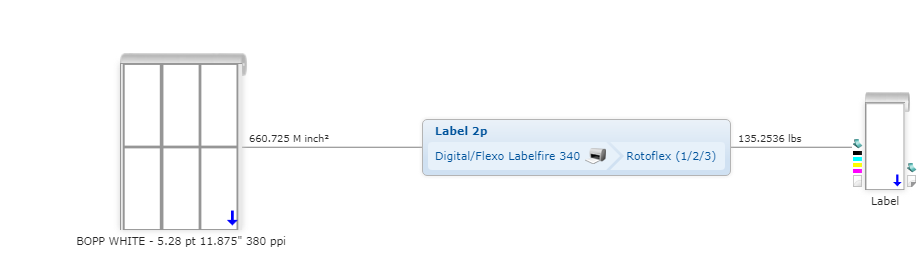 660.725 M inch²
Label 2p
Digital/Flexo Labelfire 340
Rotoflex (1/2/3)
135.2536 lbs
Label
BOPP WHITE - 5.28 pt 11.875" 380 ppi